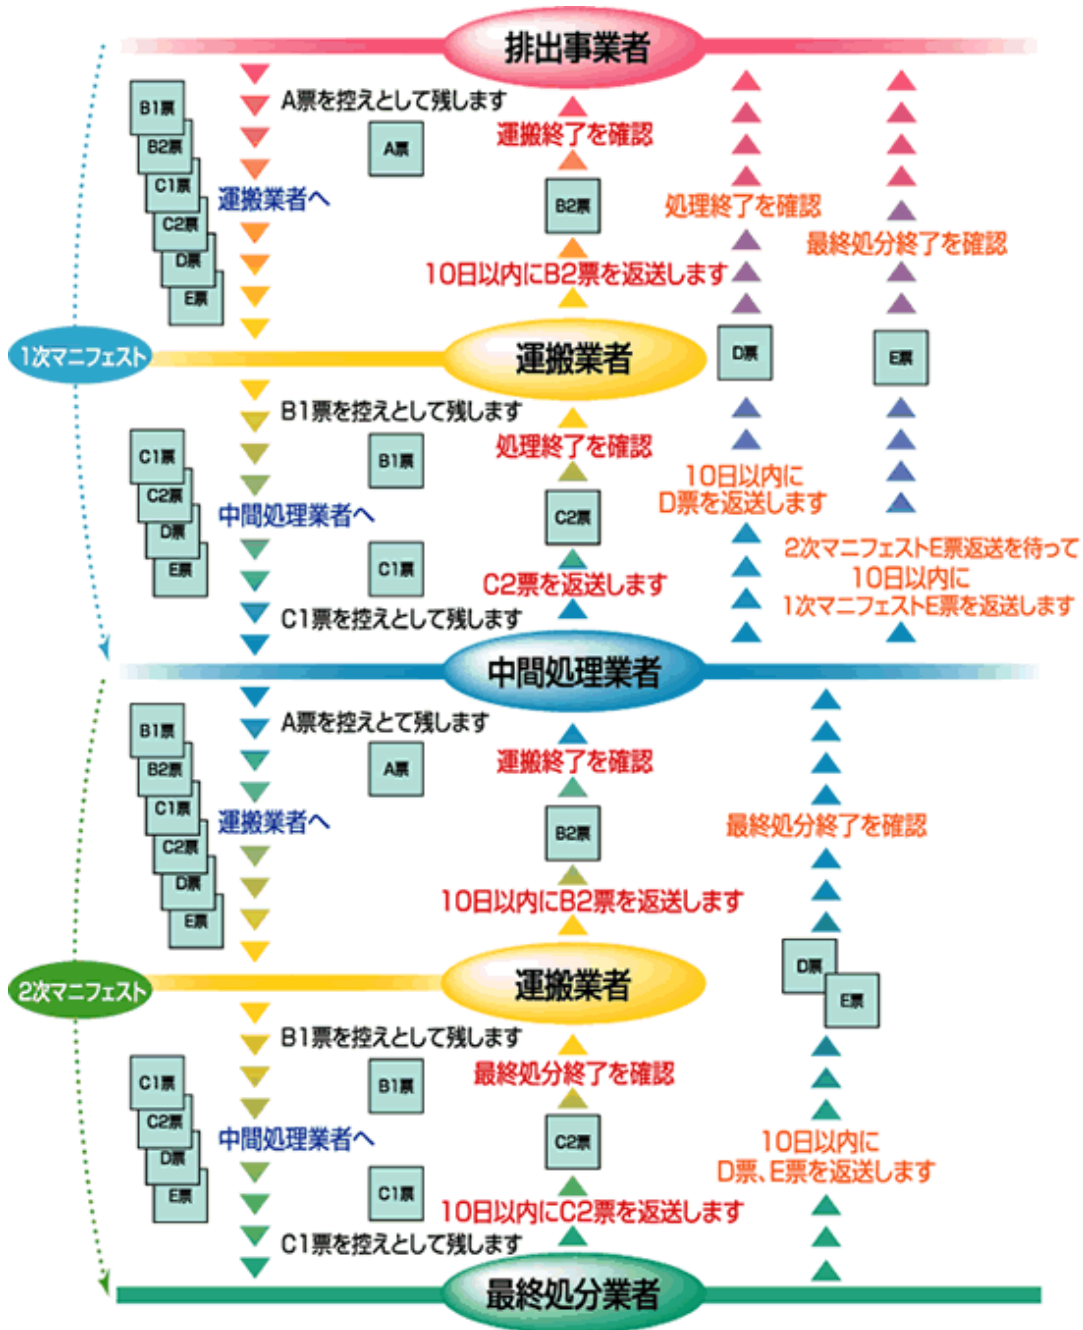 排出事業者
A票を控えとして残します
B1票
B2票
C1票
C2票
D票
E票
A票
運搬業者へ
運搬終了を確認
B2票
10日以内にB2票を返送します
処理終了を確認
最終処分終了を確認
D票
E票
1次マニフェスト
運搬業者
B1票を控えとして残します
C1票
C2票
D票
E票
B1票
中間処理業者へ
C1票
C1票を控えとして残します
処理終了を確認
C2票
C2票を返送します
10日以内に
D票を返送します
2次マニフェストE票返送を待って
10日以内に
1次マニフェストE票を返送します
中間処理業者
A票を控えとて残します
B1票
B2票
C1票
C2票
D票
E票
A票
運搬業者へ
運搬終了を確認
B2票
10日以内にB2票を返送します
最終処分終了を確認
D票
E票
2次マニフェスト
運搬業者
B1票を控えとして残します
C1票
C2票
D票
E票
B1票
中間処理業者へ
C1票
C1票を控えとして残します
最終処分終了を確認
C2票
10日以内にC2票を返送します
10日以内に
D票、E票を返送します
最終処分業者